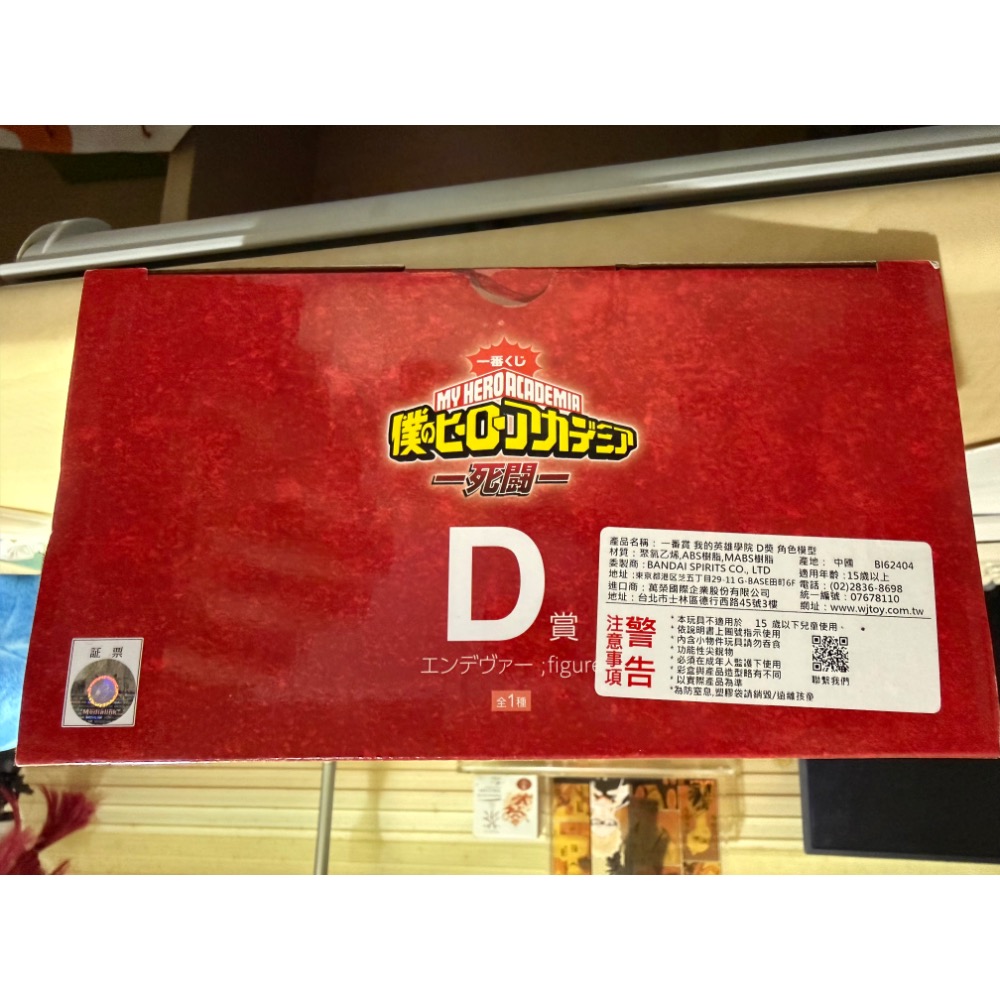 一番くじ
MY HERO ACADEMIA
僕のヒーローアカデミア
死闘
D賞
エンデヴァー ;figure
全1種
証票
産品名稱：一番賞 我的英雄學院 D獎 角色模型
材質：聚氯乙烯,ABS樹脂,MABS樹脂
產地： 中國 BI62404
委製商：BANDAI SPIRITS CO., LTD
適用年齡:15歲以上
地址：東京都港区芝五丁目29-11 G-BASE田町6F
電話：(02)2836-8698
進口商：萬榮國際企業股份有限公司
統一編號：07678110
地址：台北市士林區德行西路45號3樓
網址：www.wjtoy.com.tw
警告
注意事項
*本玩具不適用於 15 歲以下兒童使用。
*依說明書上圖號指示使用
*內含小物件玩具請勿吞食
*功能性尖銳物
*必須在成年人監護下使用
*彩盒與產品造型略有不同
*以實際產品為準
*為防窒息,塑膠袋請銷毀/遠離孩童
聯繫我們